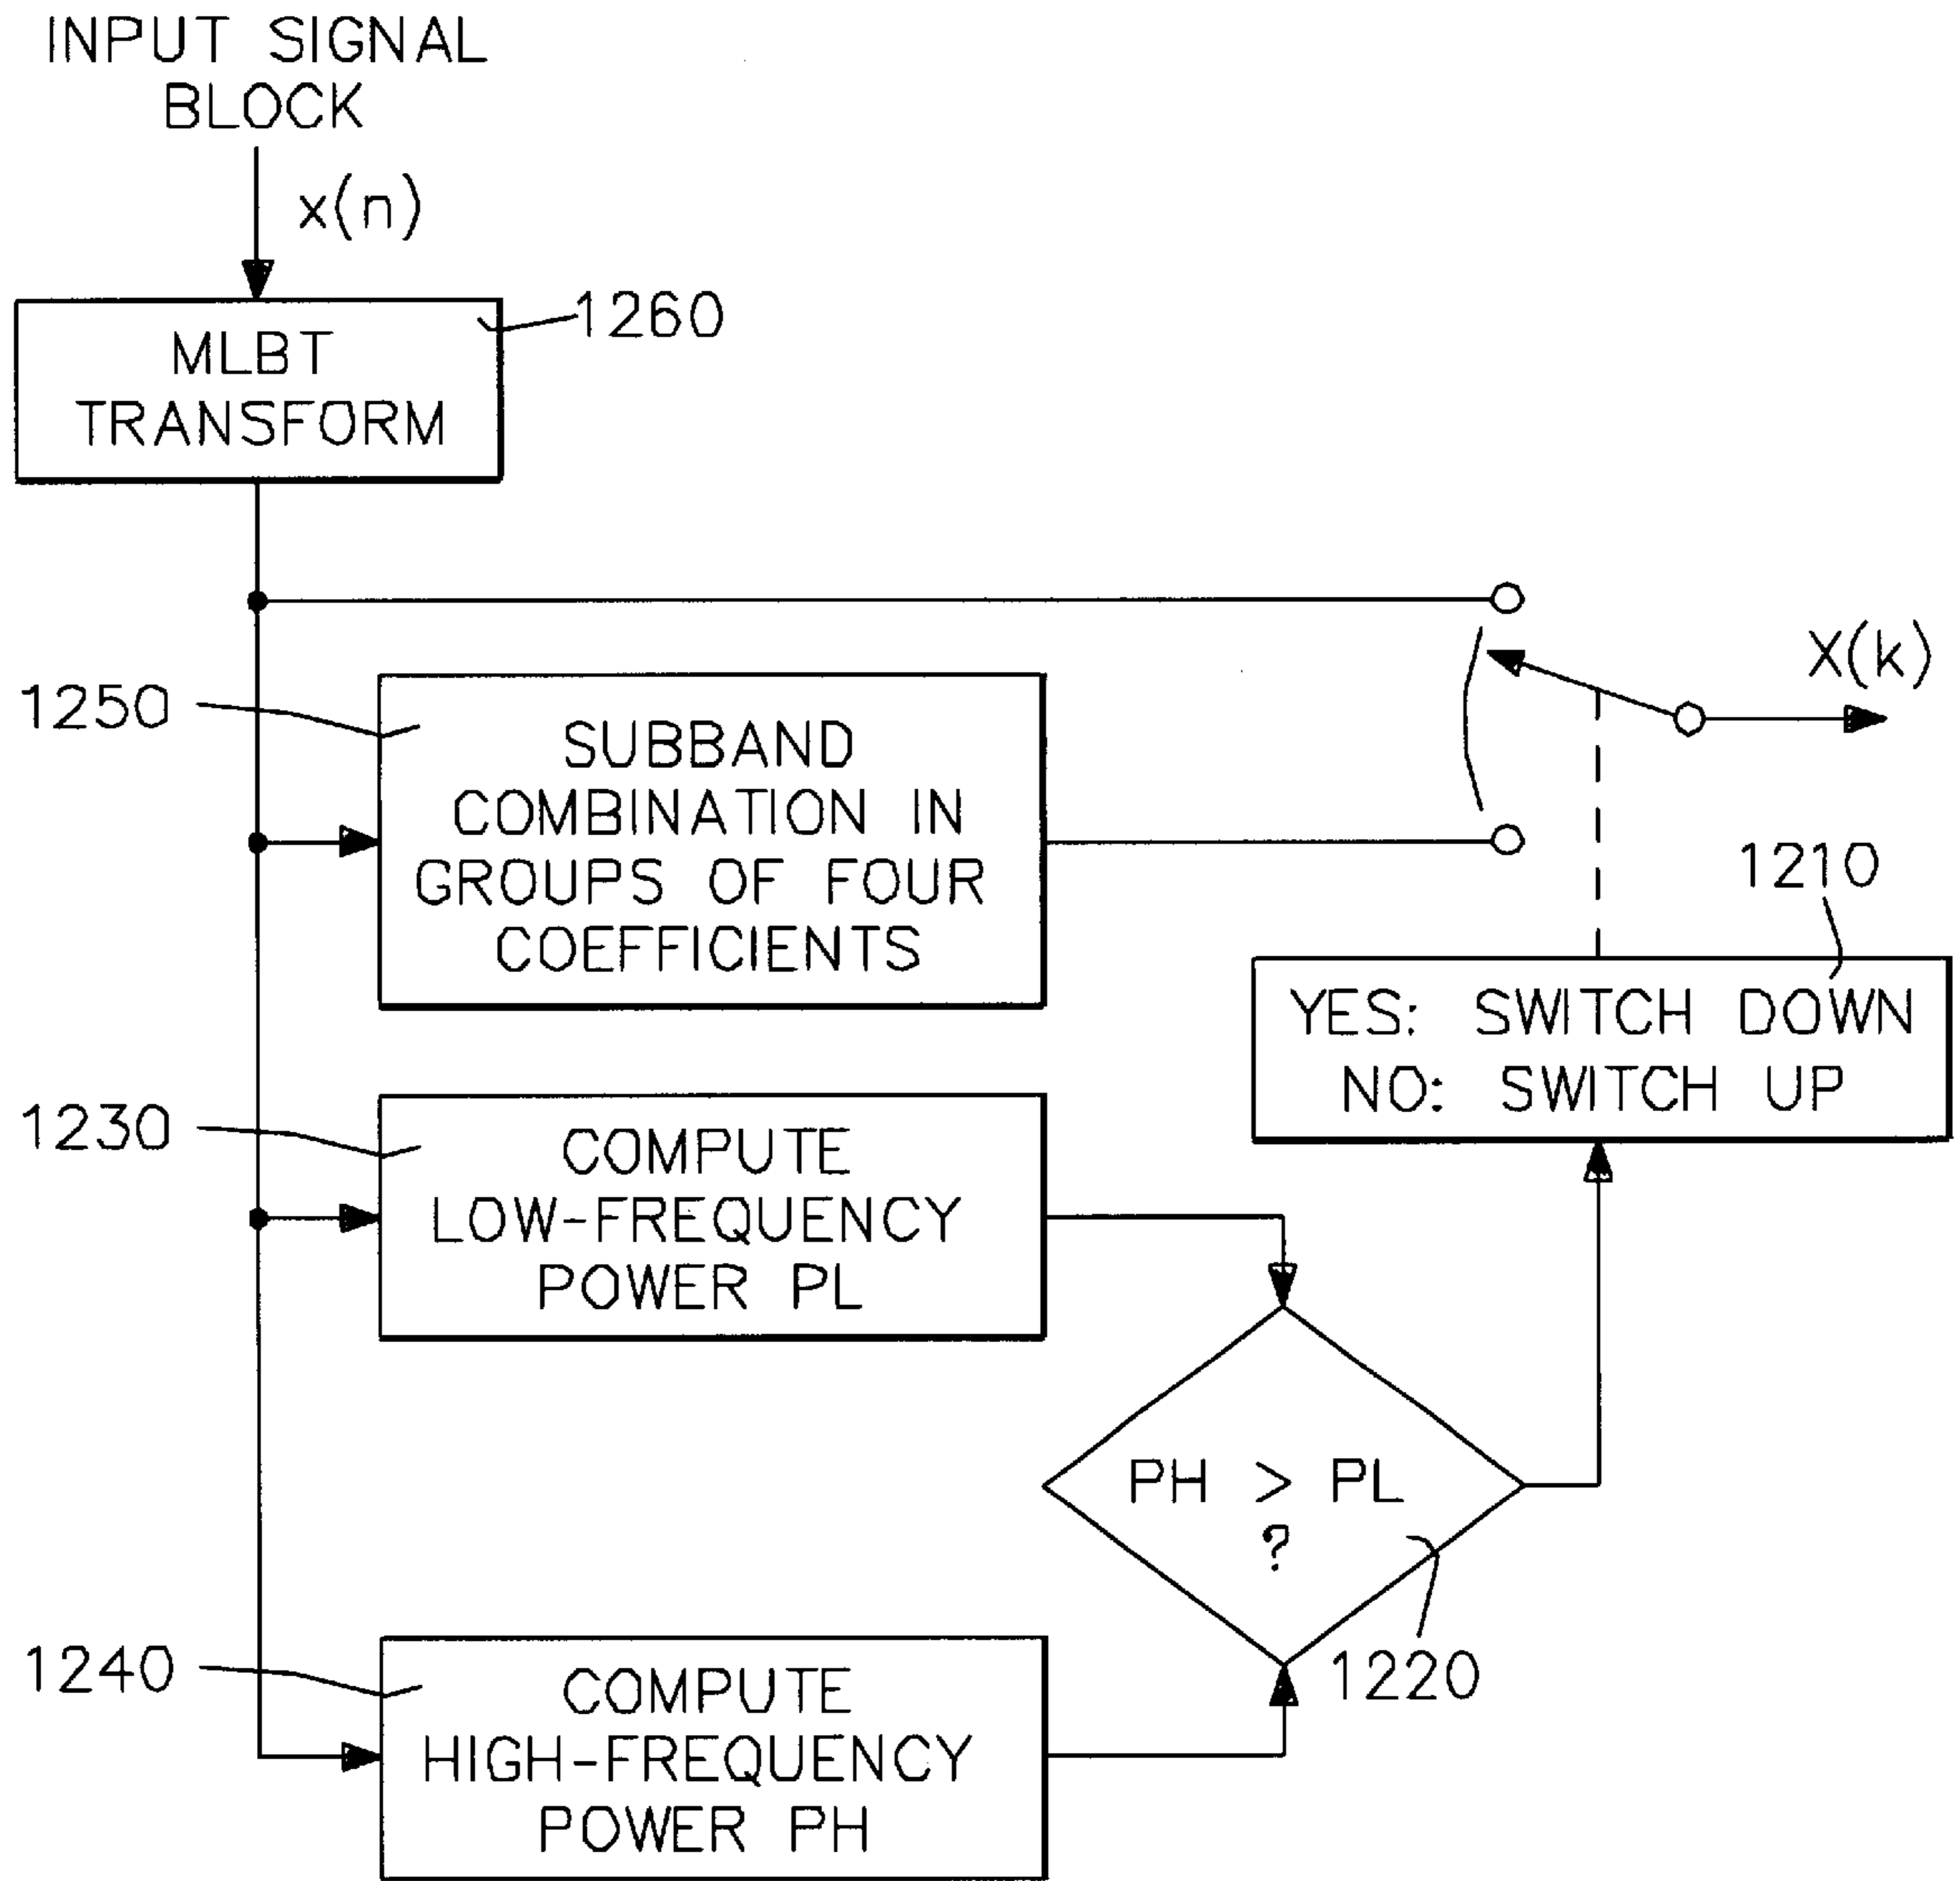 INPUT SIGNAL
BLOCK
x(n)
1260
MLBT
TRANSFORM
X(k)
1250
SUBBAND
COMBINATION IN
GROUPS OF FOUR
COEFFICIENTS
1210
YES: SWITCH DOWN
NO: SWITCH UP
1230
COMPUTE
LOW-FREQUENCY
POWER PL
PH > PL
?
1220
1240
COMPUTE
HIGH-FREQUENCY
POWER PH